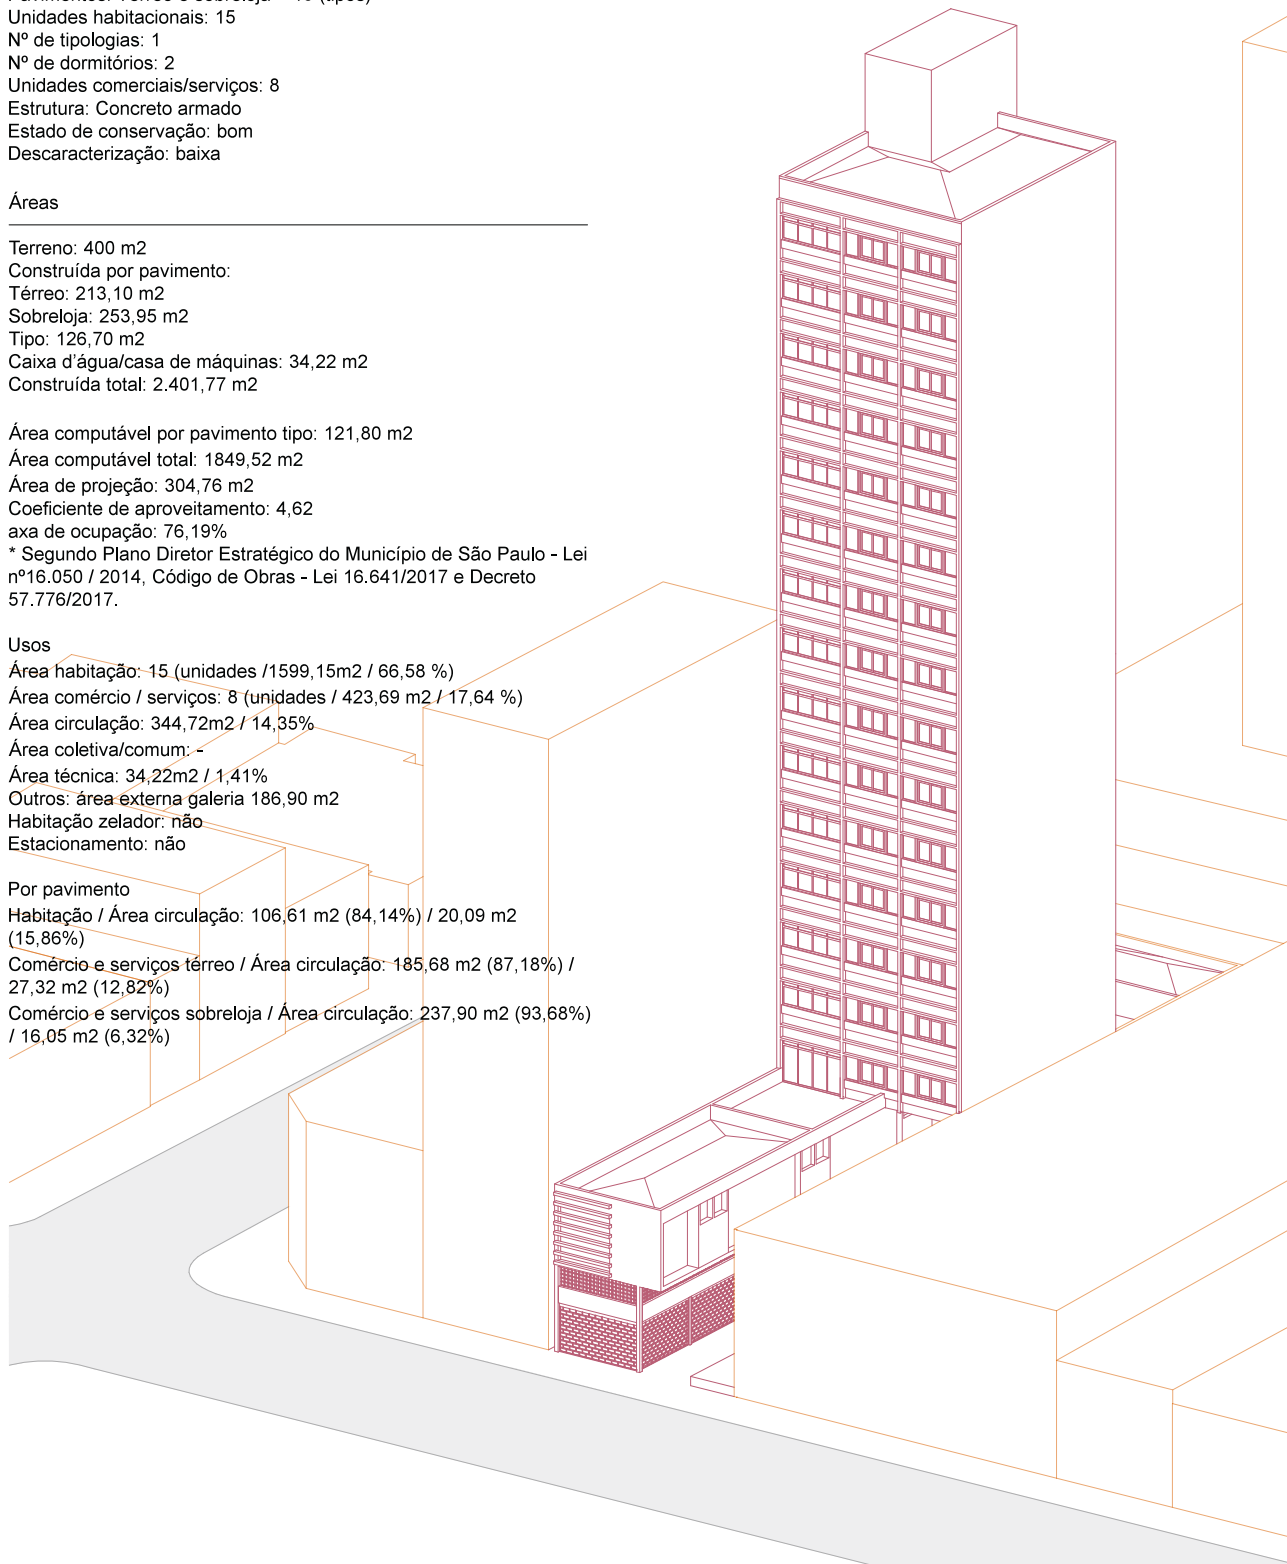 Unidades habitacionais: 15
Nº de tipologias: 1
Nº de dormitórios: 2
Unidades comerciais/serviços: 8
Estrutura: Concreto armado
Estado de conservação: bom
Descaracterização: baixa
Áreas
Terreno: 400 m2
Construída por pavimento:
Térreo: 213,10 m2
Sobreloja: 253,95 m2
Tipo: 126,70 m2
Caixa d’água/casa de máquinas: 34,22 m2
Construída total: 2.401,77 m2
Área computável por pavimento tipo: 121,80 m2
Área computável total: 1849,52 m2
Área de projeção: 304,76 m2
Coeficiente de aproveitamento: 4,62
axa de ocupação: 76,19%
* Segundo Plano Diretor Estratégico do Município de São Paulo - Lei
nº16.050 / 2014, Código de Obras - Lei 16.641/2017 e Decreto
57.776/2017.
Usos
Área habitação: 15 (unidades /1599,15m2 / 66,58 %)
Área comércio / serviços: 8 (unidades / 423,69 m2 / 17,64 %)
Área circulação: 344,72m2 / 14,35%
Área coletiva/comum: -
Área técnica: 34,22m2 / 1,41%
Outros: área externa galeria 186,90 m2
Habitação zelador: não
Estacionamento: não
Por pavimento
Habitação / Área circulação: 106,61 m2 (84,14%) / 20,09 m2
(15,86%)
Comércio e serviços térreo / Área circulação: 185,68 m2 (87,18%) /
27,32 m2 (12,82%)
Comércio e serviços sobreloja / Área circulação: 237,90 m2 (93,68%)
/ 16,05 m2 (6,32%)